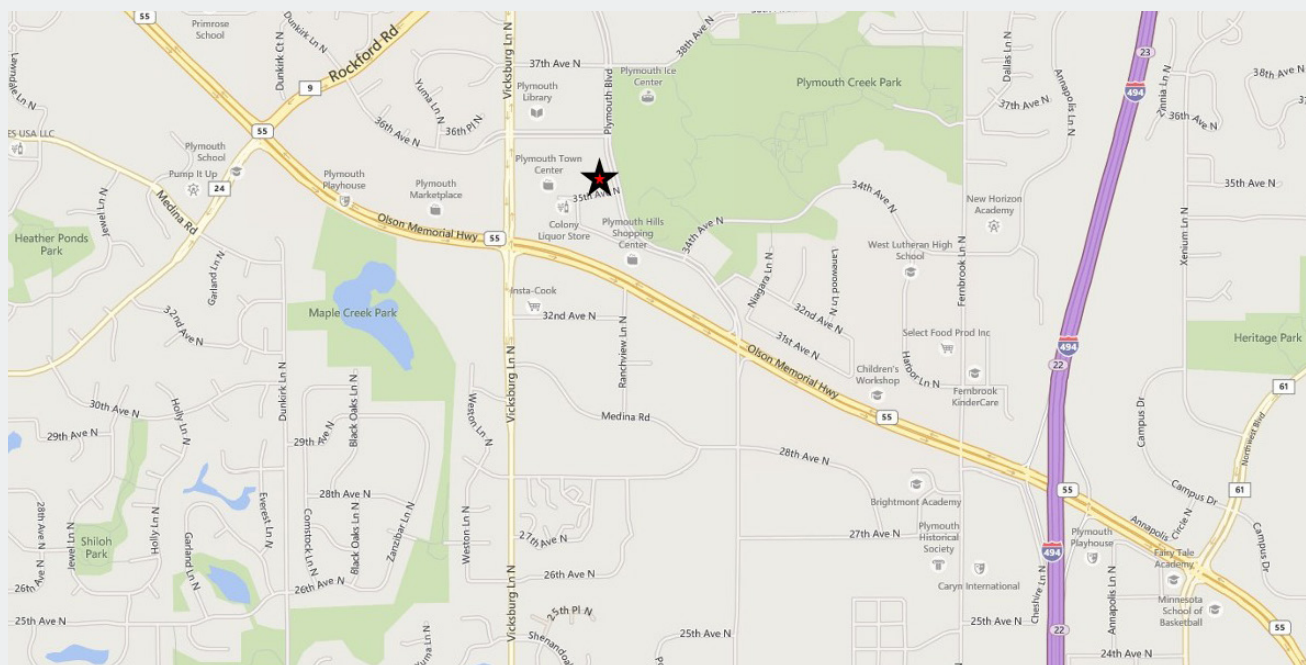 55
Primrose
School
Dunkirk Ln N
Dunkirk Ct N
Rockford Rd
9
Lawndale Ln N
Yuma Ln N
36th Pl N
36th Ave N
Vicksburg Ln N
37th Ave N
Plymouth
Library
Plymouth Blvd
Plymouth Ice
Center
38th Ave N
Plymouth Creek Park
Dallas Ln N
37th Ave N
Annapolis Ln N
23
494
Zinnia Ln N
38th Ave N
36th Ave N
ES USA LLC
55
Plymouth
School
Pump It Up
24
Medina Rd
Jewel Ln N
Plymouth
Playhouse
Plymouth
Marketplace
Plymouth Town
Center
35th Ave N
Colony
Liquor Store
Plymouth Hills
Shopping
Center
34th Ave N
34th Ave N
New Horizon
Academy
35th Ave N
Xenium Ln N
Heather Ponds
Park
Olson Memorial Hwy
55
West Lutheran High
School
Fernbrook Ln N
Garland Ln N
Maple Creek Park
Insta-Cook
32nd Ave N
32nd Ave N
Ranchview Ln N
Niagara Ln N
Lanewood Ln N
32nd Ave N
31st Ave N
Select Food Prod Inc
Harbor Ln N
494
22
Heritage Park
Olson Memorial Hwy
Children's
Workshop
Fernbrook
KinderCare
61
30th Ave N
Holly Ln N
Dunkirk Ln N
Black Oaks Ln N
Vicksburg Ln N
Weston Ln N
Medina Rd
55
Campus Dr
Northwest Blvd
29th Ave N
29th Ave N
28th Ave N
28th Ave N
Brightmont Academy
55
61
Campus Dr
28th Ave N
Jewel Ln N
Shiloh
Park
Holly Ln N
Garland Ln N
Everest Ln N
Comstock Ln N
Black Oaks Ln N
Zanzibar Ln N
Weston Ln N
27th Ave N
27th Ave N
Plymouth
Historical
Society
494
Plymouth
Playhouse
Annapolis
Circle N
Fairy Tale
Academy
Campus Dr
26th Ave N
26th Ave N
Vicksburg Ln N
26th Ave N
Caryn International
Cheshire Ln N
Annapolis Ln N
Minnesota
School of
Basketball
25th Ave N
25th Pl N
25th Ave N
22
55
24th Ave N